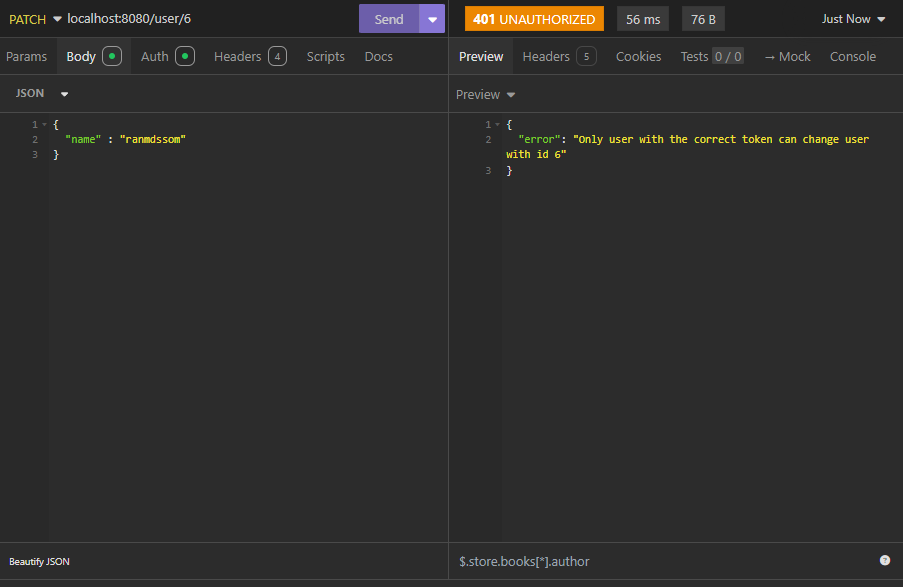 PATCH localhost:8080/user/6 Send
401 UNAUTHORIZED 56 ms 76 B Just Now
Params Body Auth Headers 4 Scripts Docs
Preview Headers 5 Cookies Tests 0 / 0 → Mock Console
JSON
Preview
1 {
2 "name" : "ranmdssom"
3 }
1 {
2 "error": "Only user with the correct token can change user
with id 6"
3 }
Beautify JSON
$.store.books[*].author
?